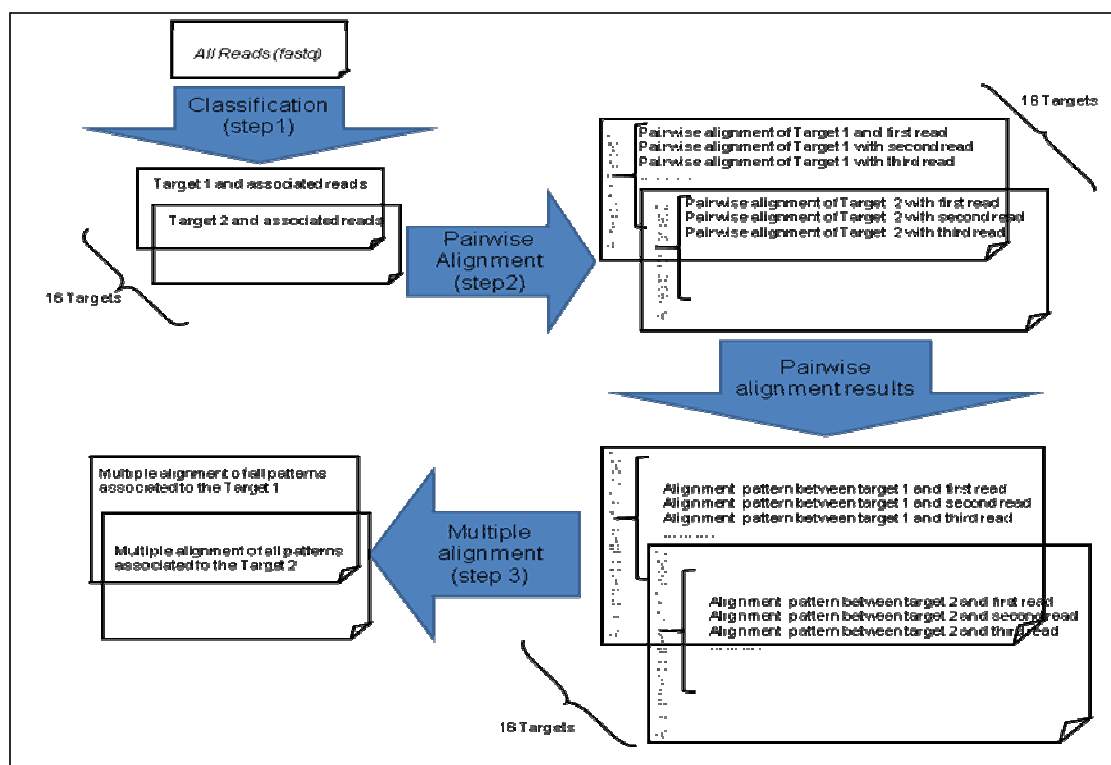 All Reads (fastq)
Classification
(step1)
Target 1 and associated reads
Target 2 and associated reads
16 Targets
Pairwise
Alignment
(step2)
16 Targets
Pairwise alignment of Target 1 and first read
Pairwise alignment of Target 1 with second read
Pairwise alignment of Target 1 with third read
.. . . . . . . .
Pairwise alignment of Target 2 with first read
Pairwise alignment of Target 2 with second read
Pairwise alignment of Target 2 with third read
Pairwise
alignment results
Alignment pattern between target 1 and first read
Alignment pattern between target 1 and second read
Alignment pattern between target 1 and third read
..........
Alignment pattern between target 2 and first read
Alignment pattern between target 2 and second read
Alignment pattern between target 2 and third read
..........
16 Targets
Multiple
alignment
(step 3)
Multiple alignment of all patterns
associated to the Target 1
Multiple alignment of all patterns
associated to the Target 2